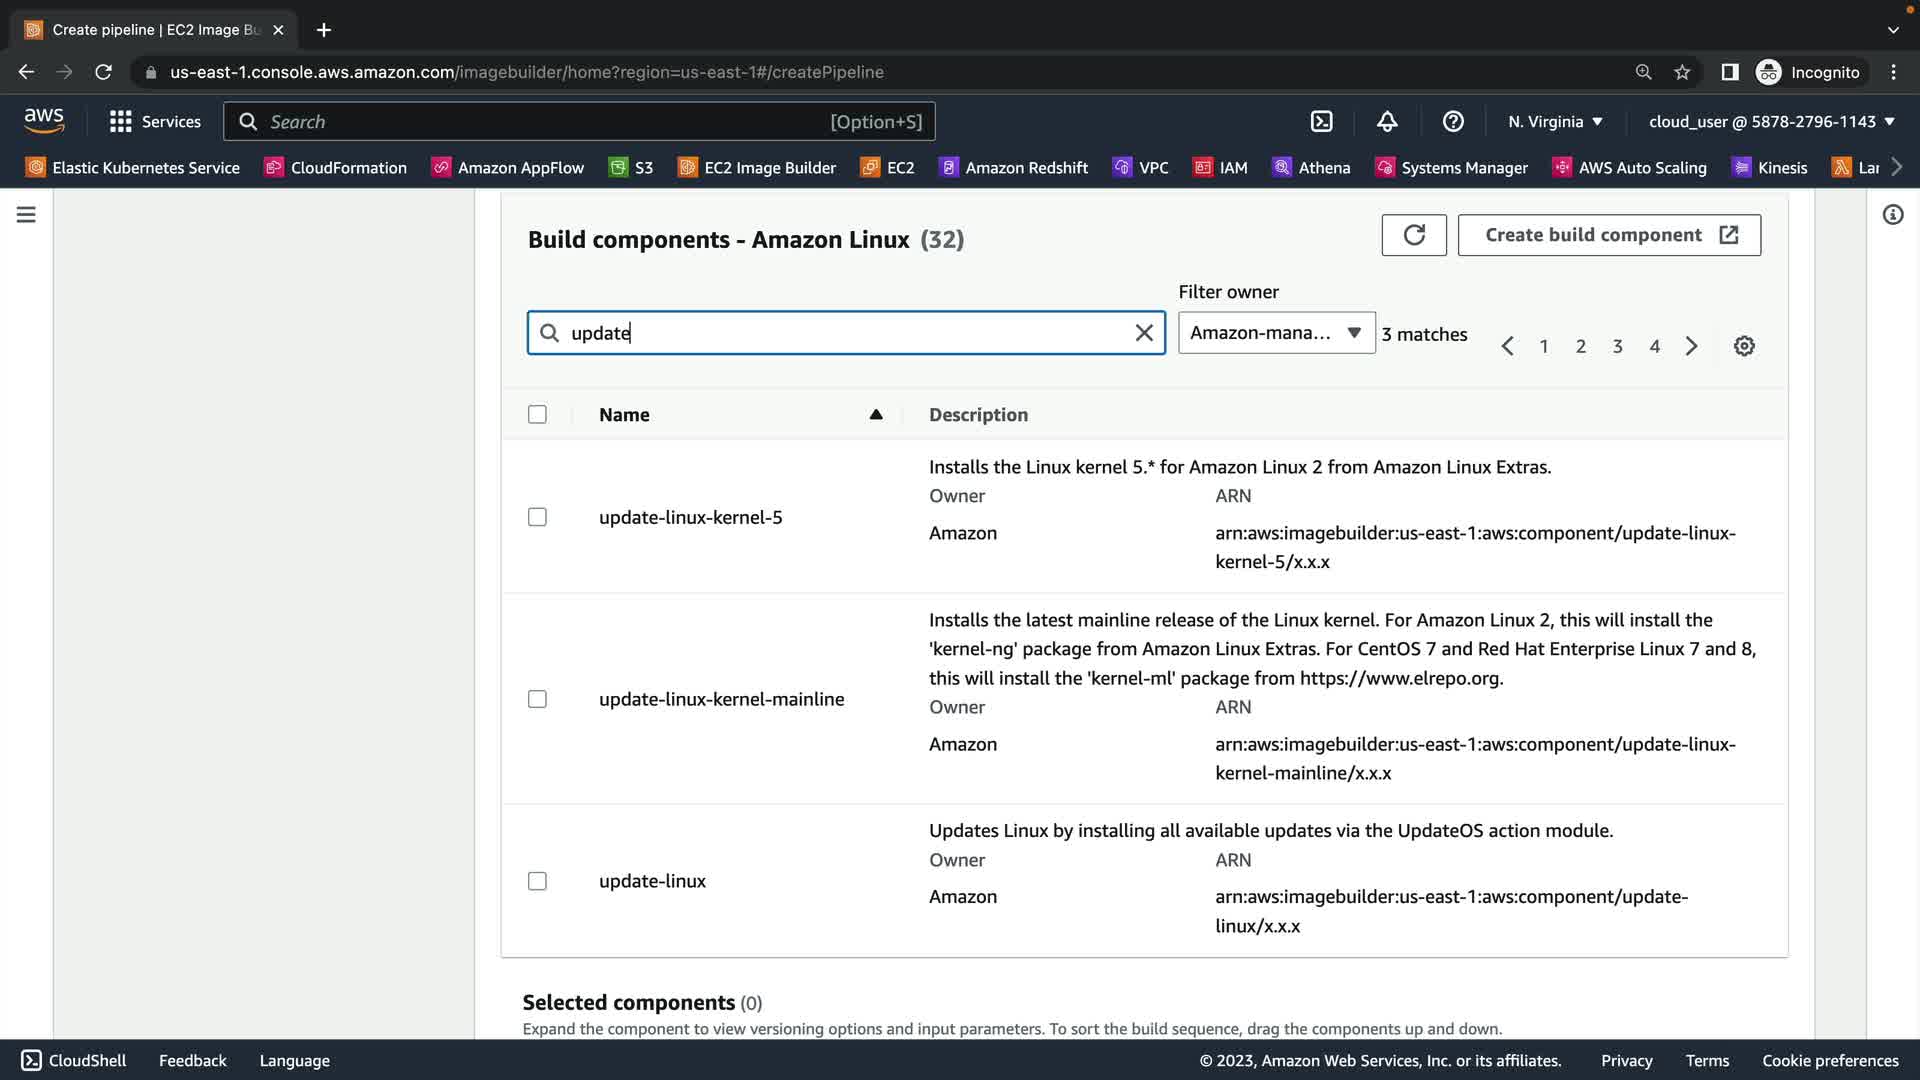 Create pipeline | EC2 Image Bu
us-east-1.console.aws.amazon.com/imagebuilder/home?region=us-east-1#/createPipeline
Incognito
aws
Services
Search
[Option+S]
N. Virginia
cloud_user @ 5878-2796-1143
Elastic Kubernetes Service
CloudFormation
Amazon AppFlow
S3
EC2 Image Builder
EC2
Amazon Redshift
VPC
IAM
Athena
Systems Manager
AWS Auto Scaling
Kinesis
Lar
Build components - Amazon Linux (32)
Create build component
Filter owner
update
Amazon-mana...
3 matches
1 2 3 4
Name
Description
Installs the Linux kernel 5.* for Amazon Linux 2 from Amazon Linux Extras.
Owner
ARN
update-linux-kernel-5
Amazon
arn:aws:imagebuilder:us-east-1:aws:component/update-linux-
kernel-5/x.x.x
Installs the latest mainline release of the Linux kernel. For Amazon Linux 2, this will install the
'kernel-ng' package from Amazon Linux Extras. For CentOS 7 and Red Hat Enterprise Linux 7 and 8,
this will install the 'kernel-ml' package from https://www.elrepo.org.
update-linux-kernel-mainline
Owner
ARN
Amazon
arn:aws:imagebuilder:us-east-1:aws:component/update-linux-
kernel-mainline/x.x.x
Updates Linux by installing all available updates via the UpdateOS action module.
Owner
ARN
update-linux
Amazon
arn:aws:imagebuilder:us-east-1:aws:component/update-
linux/x.x.x
Selected components (0)
Expand the component to view versioning options and input parameters. To sort the build sequence, drag the components up and down.
CloudShell
Feedback
Language
© 2023, Amazon Web Services, Inc. or its affiliates.
Privacy
Terms
Cookie preferences